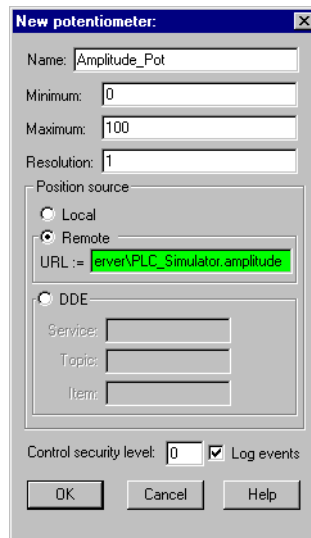 New potentiometer:
Name: Amplitude_Pot
Minimum: 0
Maximum: 100
Resolution: 1
Position source
Local
Remote
URL := erver\PLC_Simulator.amplitude
DDE
Service:
Topic:
Item:
Control security level: 0 Log events
OK Cancel Help